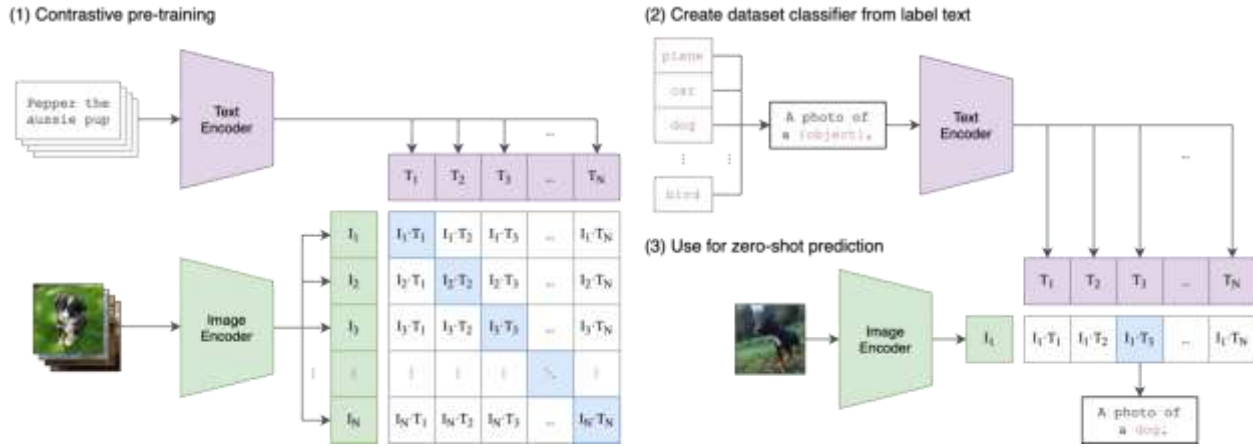 (1) Contrastive pre-training
Pepper the
aussie pup
Text
Encoder
T1 T2 T3 ... TN
I1 I1·T1 I1·T2 I1·T3 ... I1·TN
I2 I2·T1 I2·T2 I2·T3 ... I2·TN
I3 I3·T1 I3·T2 I3·T3 ... I3·TN
⋮ ⋮ ⋮ ⋮ ⋮ ⋱ ⋮
IN IN·T1 IN·T2 IN·T3 ... IN·TN
Image
Encoder
(2) Create dataset classifier from label text
plane
car
dog
⋮ ⋮
bird
A photo of
a {object}.
Text
Encoder
...
(3) Use for zero-shot prediction
Image
Encoder
T1 T2 T3 ... TN
I1 I1·T1 I1·T2 I1·T3 ... I1·TN
A photo of
a dog.